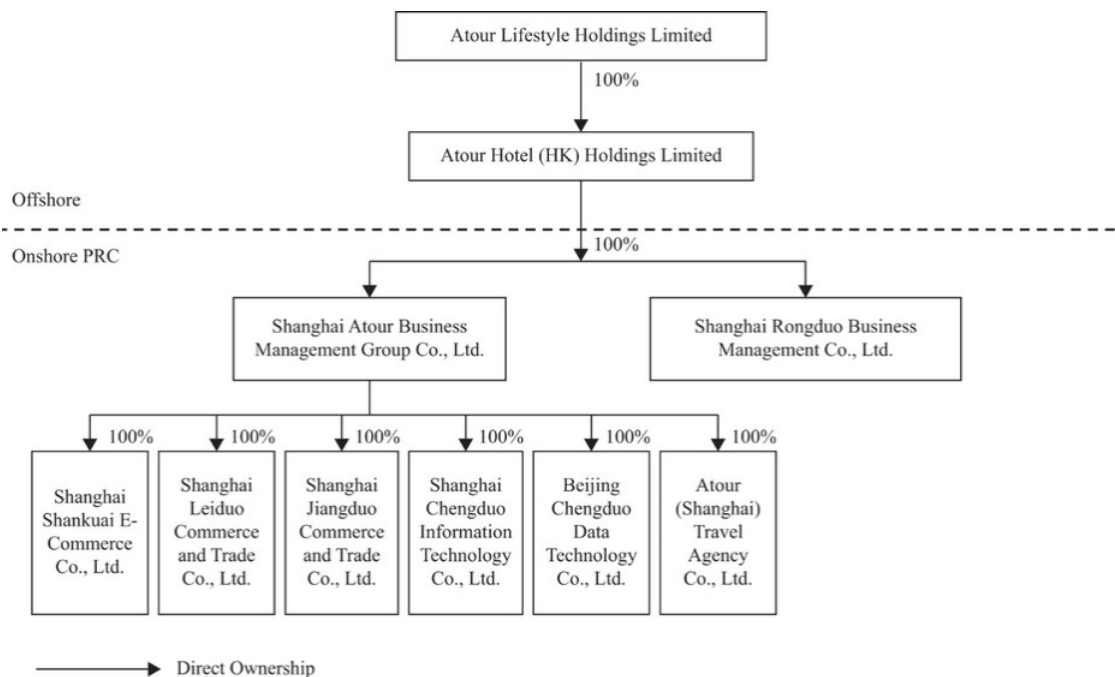 Atour Lifestyle Holdings Limited
100%
Atour Hotel (HK) Holdings Limited
Offshore
100%
Onshore PRC
Shanghai Atour Business
Management Group Co., Ltd.
Shanghai Rongduo Business
Management Co., Ltd.
100%
100%
100%
100%
100%
100%
Shanghai
Shankuai E-
Commerce
Co., Ltd.
Shanghai
Leiduo
Commerce
and Trade
Co., Ltd.
Shanghai
Jiangduo
Commerce
and Trade
Co., Ltd.
Shanghai
Chengduo
Information
Technology
Co., Ltd.
Beijing
Chengduo
Data
Technology
Co., Ltd.
Atour
(Shanghai)
Travel
Agency
Co., Ltd.
Direct Ownership